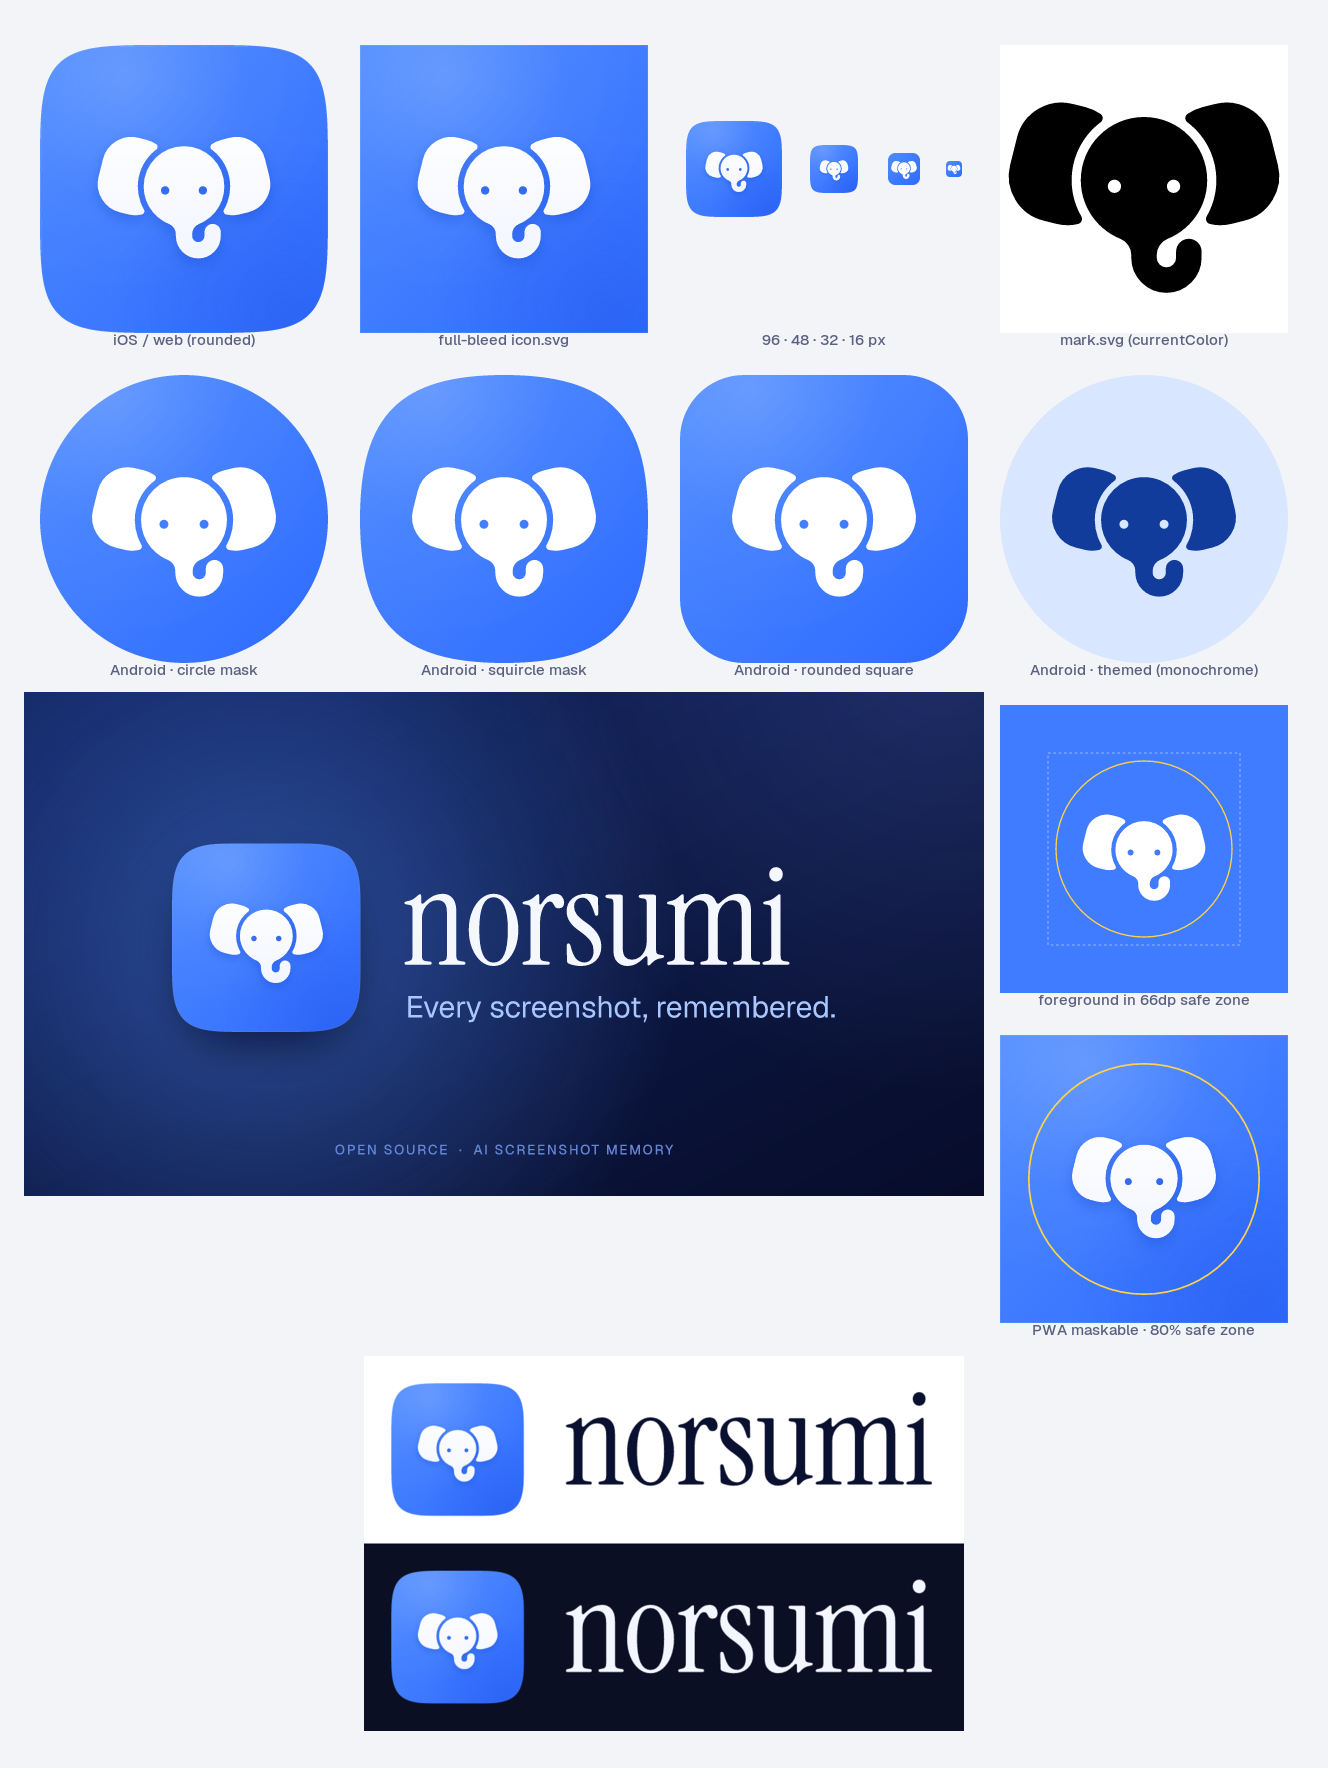 iOS / web (rounded)
full-bleed icon.svg
96 · 48 · 32 · 16 px
mark.svg (currentColor)
Android · circle mask
Android · squircle mask
Android · rounded square
Android · themed (monochrome)
norsumi
Every screenshot, remembered.
OPEN SOURCE · AI SCREENSHOT MEMORY
foreground in 66dp safe zone
PWA maskable · 80% safe zone
norsumi
norsumi